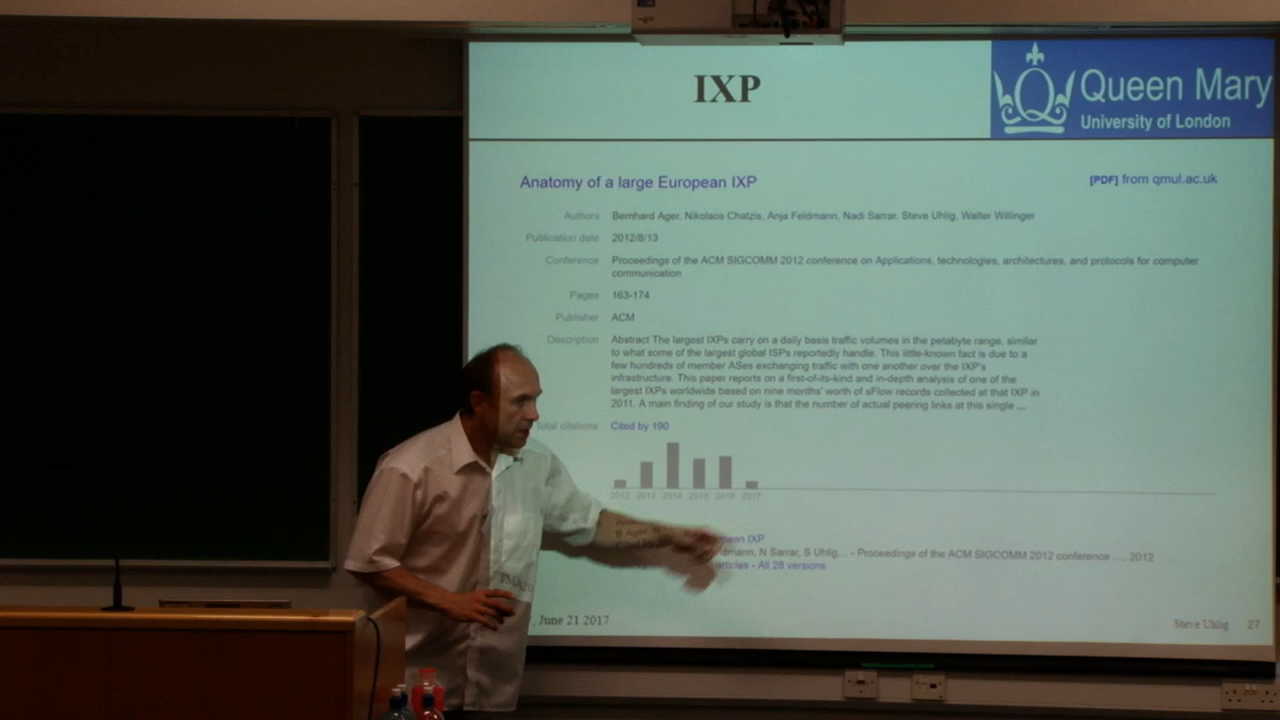 IXP
Queen Mary
University of London
Anatomy of a large European IXP
[PDF] from qmul.ac.uk
Authors Bernhard Ager, Nikolaos Chatzis, Anja Feldmann, Nadi Sarrar, Steve Uhlig, Walter Willinger
Publication date 2012/8/13
Conference Proceedings of the ACM SIGCOMM 2012 conference on Applications, technologies, architectures, and protocols for computer
communication
Pages 163-174
Publisher ACM
Description Abstract The largest IXPs carry on a daily basis traffic volumes in the petabyte range, similar
to what some of the largest global ISPs reportedly handle. This little-known fact is due to a
few hundreds of member ASes exchanging traffic with one another over the IXP's
infrastructure. This paper reports on a first-of-its-kind and in-depth analysis of one of the
largest IXPs worldwide based on nine months' worth of sFlow records collected at that IXP in
2011. A main finding of our study is that the number of actual peering links at this single ...
Total citations Cited by 190
2012 2013 2014 2015 2016 2017
ean IXP
dmann, N Sarrar, S Uhlig... - Proceedings of the ACM SIGCOMM 2012 conference ..., 2012
articles - All 28 versions
, June 21 2017
Steve Uhlig 27